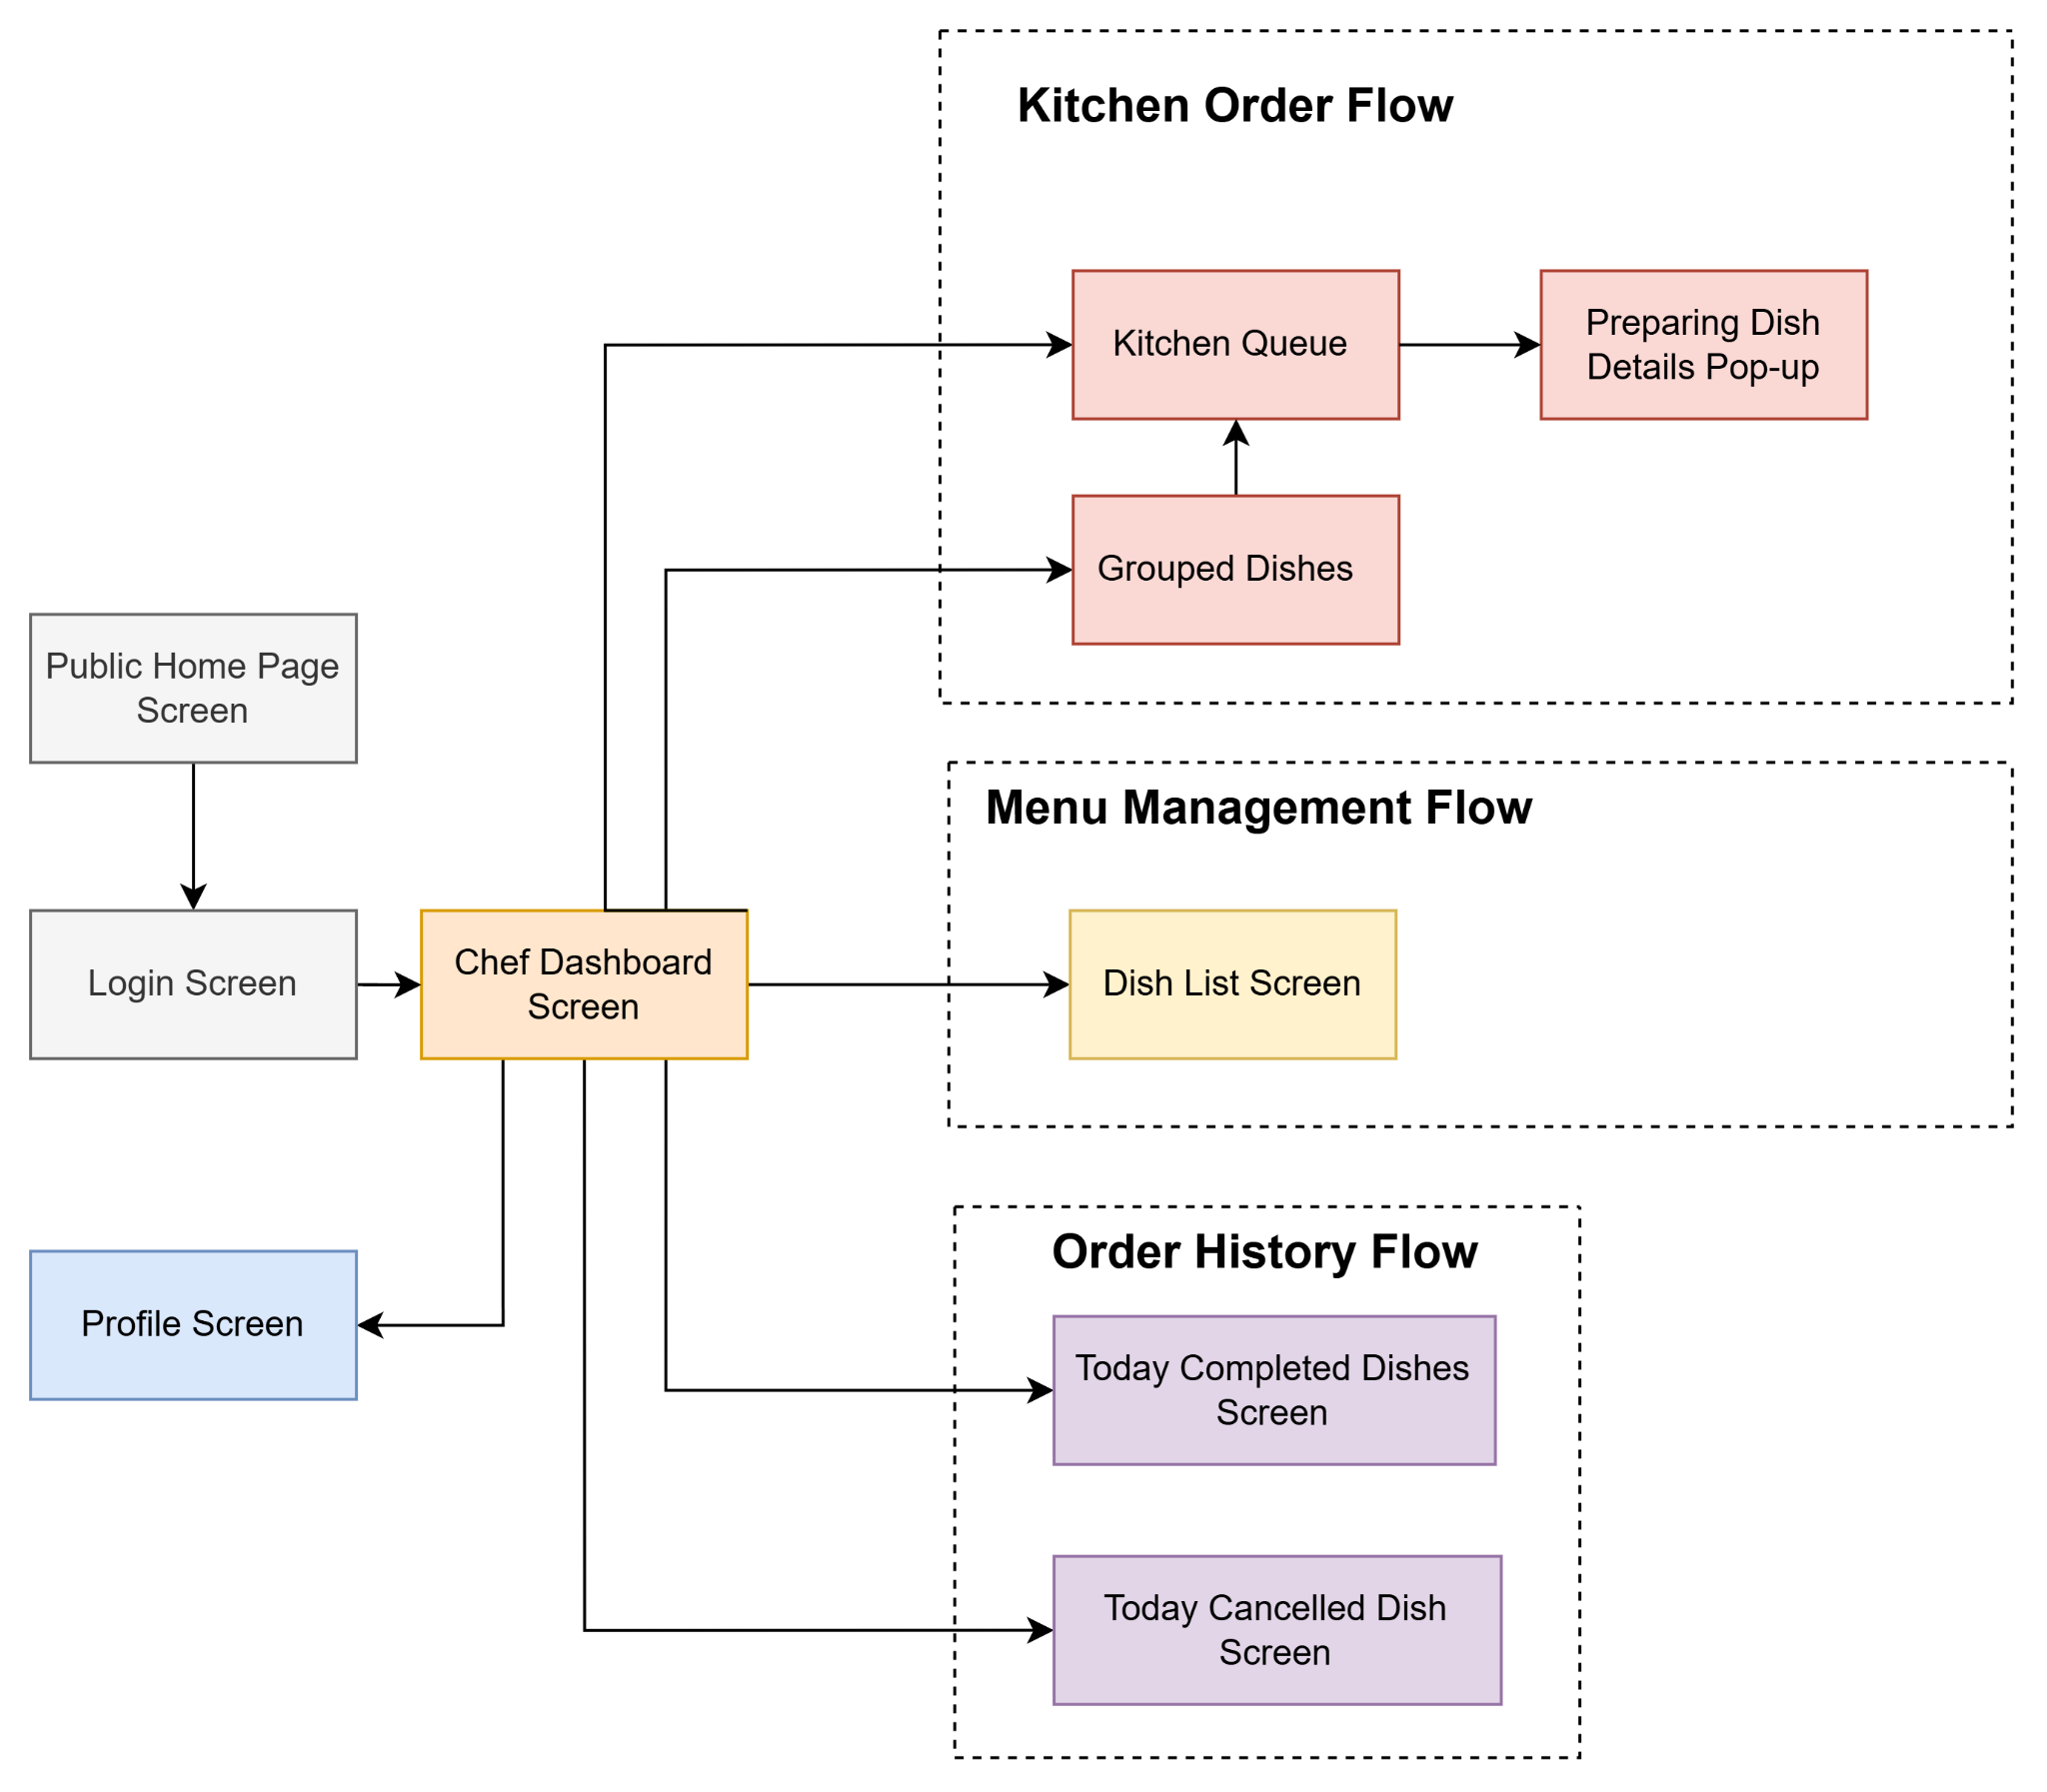 Kitchen Order Flow
Kitchen Queue
Preparing Dish
Details Pop-up
Grouped Dishes
Public Home Page
Screen
Menu Management Flow
Login Screen
Chef Dashboard
Screen
Dish List Screen
Order History Flow
Profile Screen
Today Completed Dishes
Screen
Today Cancelled Dish
Screen